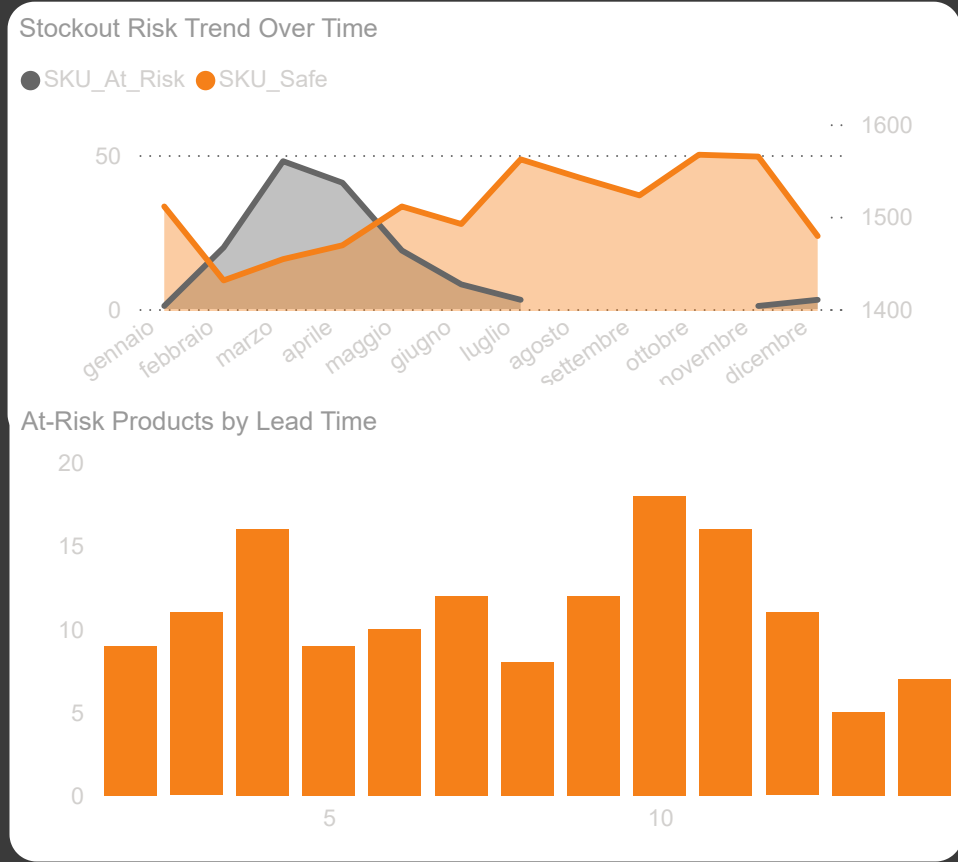 Stockout Risk Trend Over Time
SKU_At_Risk SKU_Safe
1600
50
1500
0
1400
gennaio febbraio marzo aprile maggio giugno luglio agosto settembre ottobre novembre dicembre
At-Risk Products by Lead Time
20
15
10
5
0
5 10